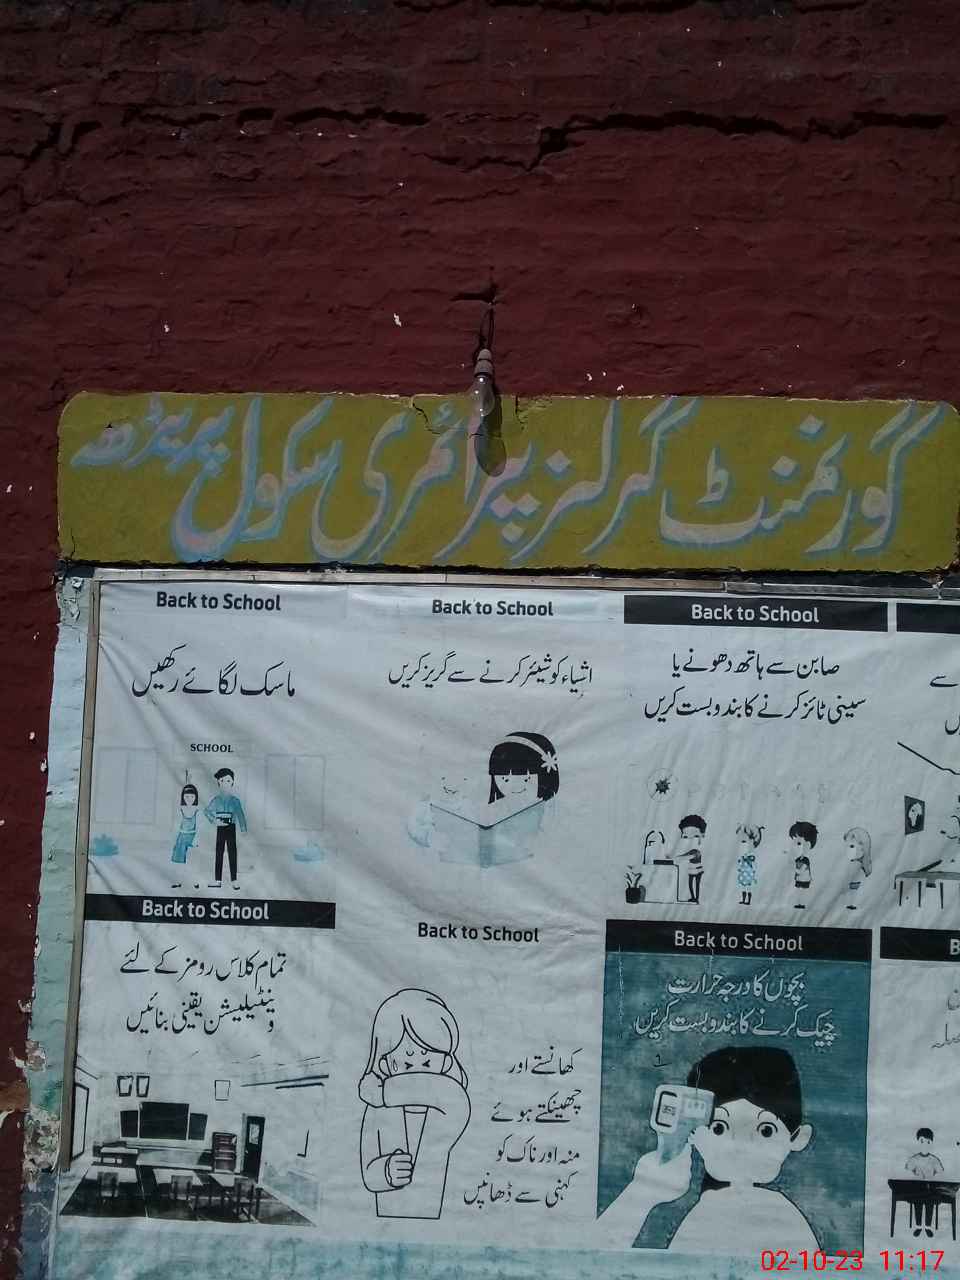 گورنمنٹ گرلز پرائمری سکول
Back to School
ماسک لگائے رکھیں
SCHOOL
Back to School
اشیاء کو شیئر کرنے سے گریز کریں
Back to School
صابن سے ہاتھ دھونے یا
سینی ٹائز کرنے کا بندوبست کریں
سے
Back to School
تمام کلاس رومز کے لئے
وینٹیلیشن یقینی بنائیں
Back to School
کھانستے اور
چھینکتے ہوئے
منہ اور ناک کو
کہنی سے ڈھانپیں
Back to School
بچوں کا درجہ حرارت
چیک کرنے کا بندوبست کریں
B
02-10-23 11:17